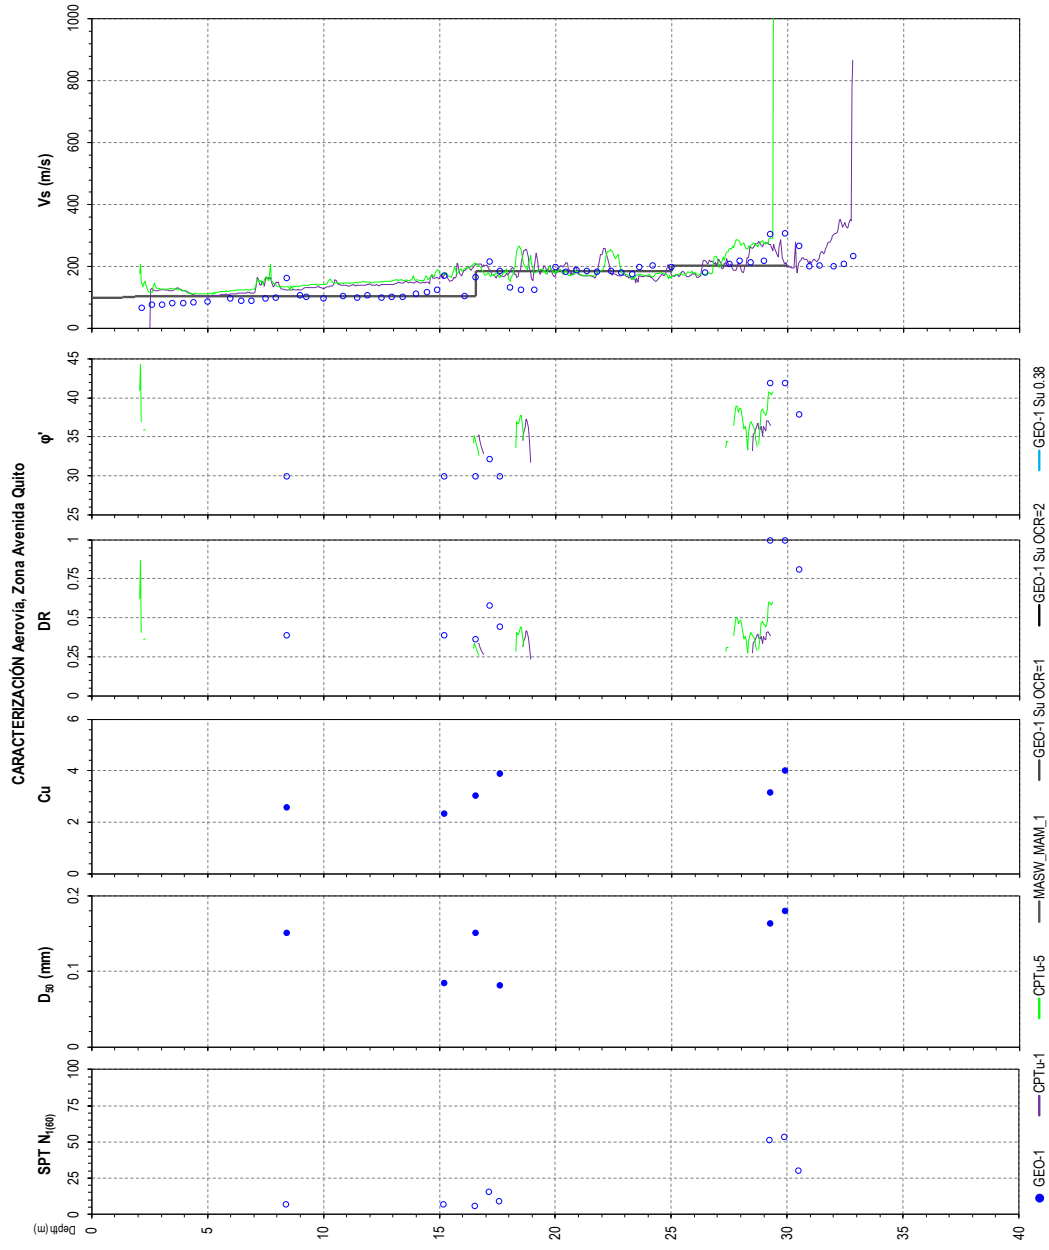 CARACTERIZACIÓN Aerovia, Zona Avenida Quito
SPT N1(60)
D50 (mm)
Cu
DR
φ'
Vs (m/s)
Depth (m)
0 25 50 75 100
0 0.1 0.2
0 2 4 6
0 0.25 0.5 0.75 1
25 30 35 40 45
0 200 400 600 800 1000
0
5
10
15
20
25
30
35
40
GEO-1
CPTu-1
CPTu-5
MASW_MAM_1
GEO-1 Su OCR=1
GEO-1 Su OCR=2
GEO-1 Su 0.38